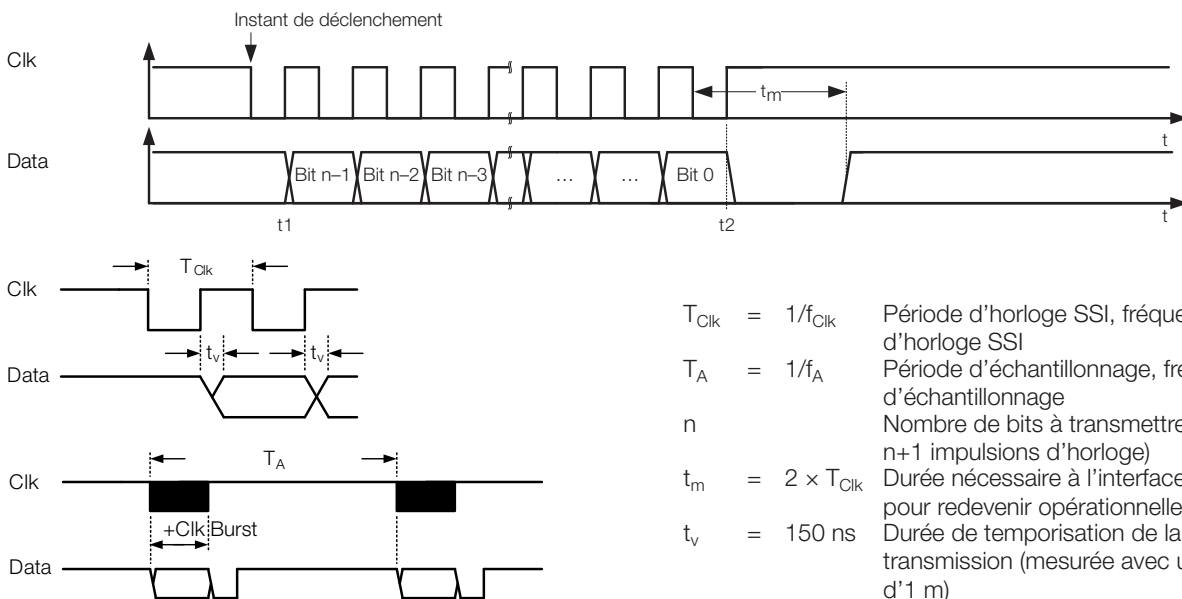 Instant de déclenchement
Clk
tm
t
Data
Bit n–1 Bit n–2 Bit n–3 … … Bit 0
t
t1 t2
TClk
Clk
tv tv
Data
TA
Clk
+Clk Burst
Data
TClk = 1/fClk Période d'horloge SSI,
d'horloge SSI
TA = 1/fA Période d'échantillonnage,
d'échantillonnage
n Nombre de bits à transmettre
n+1 impulsions d'horloge)
tm = 2 × TClk Durée nécessaire à l'interface
pour redevenir opérationnelle
tv = 150 ns Durée de temporisation de la
transmission (mesurée avec
d'1 m)